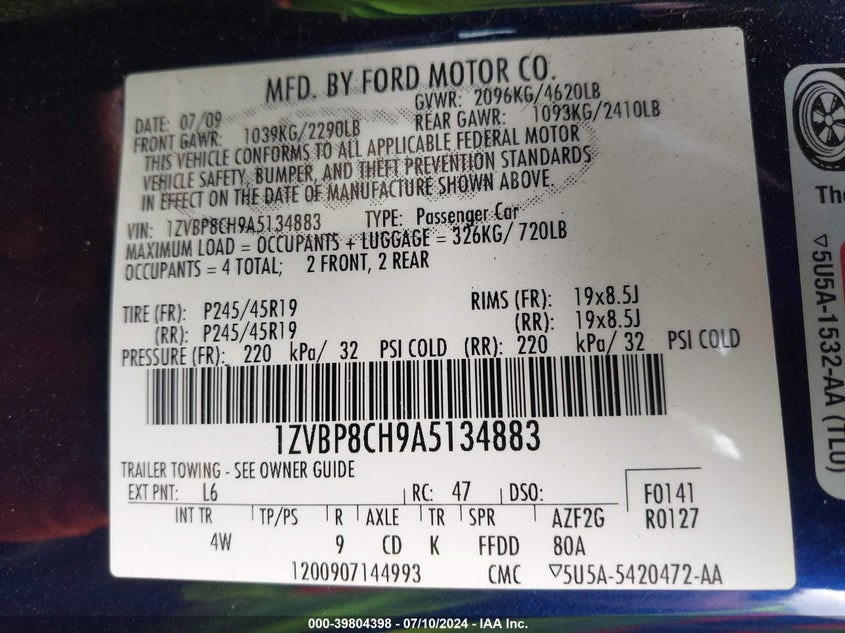 MFD. BY FORD MOTOR CO.
DATE: 07/09 GVWR: 2096KG/4620LB
FRONT GAWR: 1039KG/2290LB REAR GAWR: 1093KG/2410LB
THIS VEHICLE CONFORMS TO ALL APPLICABLE FEDERAL MOTOR
VEHICLE SAFETY, BUMPER, AND THEFT PREVENTION STANDARDS
IN EFFECT ON THE DATE OF MANUFACTURE SHOWN ABOVE.
VIN: 1ZVBP8CH9A5134883 TYPE: Passenger Car
MAXIMUM LOAD = OCCUPANTS + LUGGAGE = 326KG/ 720LB
OCCUPANTS = 4 TOTAL; 2 FRONT, 2 REAR
TIRE (FR): P245/45R19 RIMS (FR): 19x8.5J
(RR): P245/45R19 (RR): 19x8.5J
PRESSURE (FR): 220 kPa/ 32 PSI COLD (RR): 220 kPa/ 32 PSI COLD
1ZVBP8CH9A5134883
TRAILER TOWING - SEE OWNER GUIDE
EXT PNT: L6 RC: 47 DSO: F0141
INT TR TP/PS R AXLE TR SPR AZF2G R0127
4W 9 CD K FFDD 80A
1200907144993 CMC ▽5U5A-5420472-AA
The
▽5U5A-1532-AA (TLU)
000-39804398 - 07/10/2024 - IAA Inc.